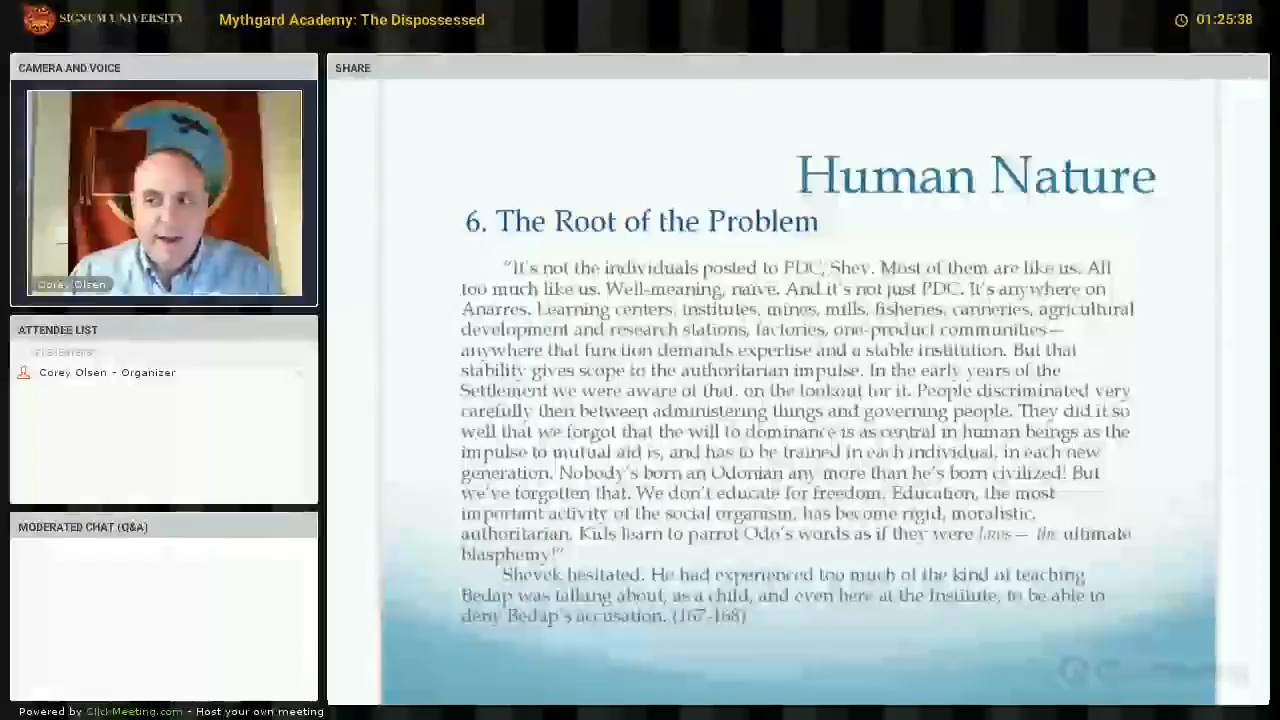 SIGNUM UNIVERSITY
Mythgard Academy: The Dispossessed
01:25:38
CAMERA AND VOICE
SHARE
Corey Olsen
ATTENDEE LIST
Corey Olsen - Organizer
MODERATED CHAT (Q&A)
Human Nature
6. The Root of the Problem
"It's not the individuals posted to PDC, Shev. Most of them are like us. All
too much like us. Well-meaning, naïve. And it's not just PDC. It's anywhere on
Anarres. Learning centers, institutes, mines, mills, fisheries, canneries, agricultural
development and research stations, factories, one-product communities—
anywhere that function demands expertise and a stable institution. But that
stability gives scope to the authoritarian impulse. In the early years of the
Settlement we were aware of that, on the lookout for it. People discriminated very
carefully then between administering things and governing people. They did it so
well that we forgot that the will to dominance is as central in human beings as the
impulse to mutual aid is, and has to be trained in each individual, in each new
generation. Nobody's born an Odonian any more than he's born civilized! But
we've forgotten that. We don't educate for freedom. Education, the most
important activity of the social organism, has become rigid, moralistic,
authoritarian. Kids learn to parrot Odo's words as if they were laws— the ultimate
blasphemy!"
Shevek hesitated. He had experienced too much of the kind of teaching
Bedap was talking about, as a child, and even here at the Institute, to be able to
deny Bedap's accusation. (167-168)
Powered by ClickMeeting.com - Host your own meeting